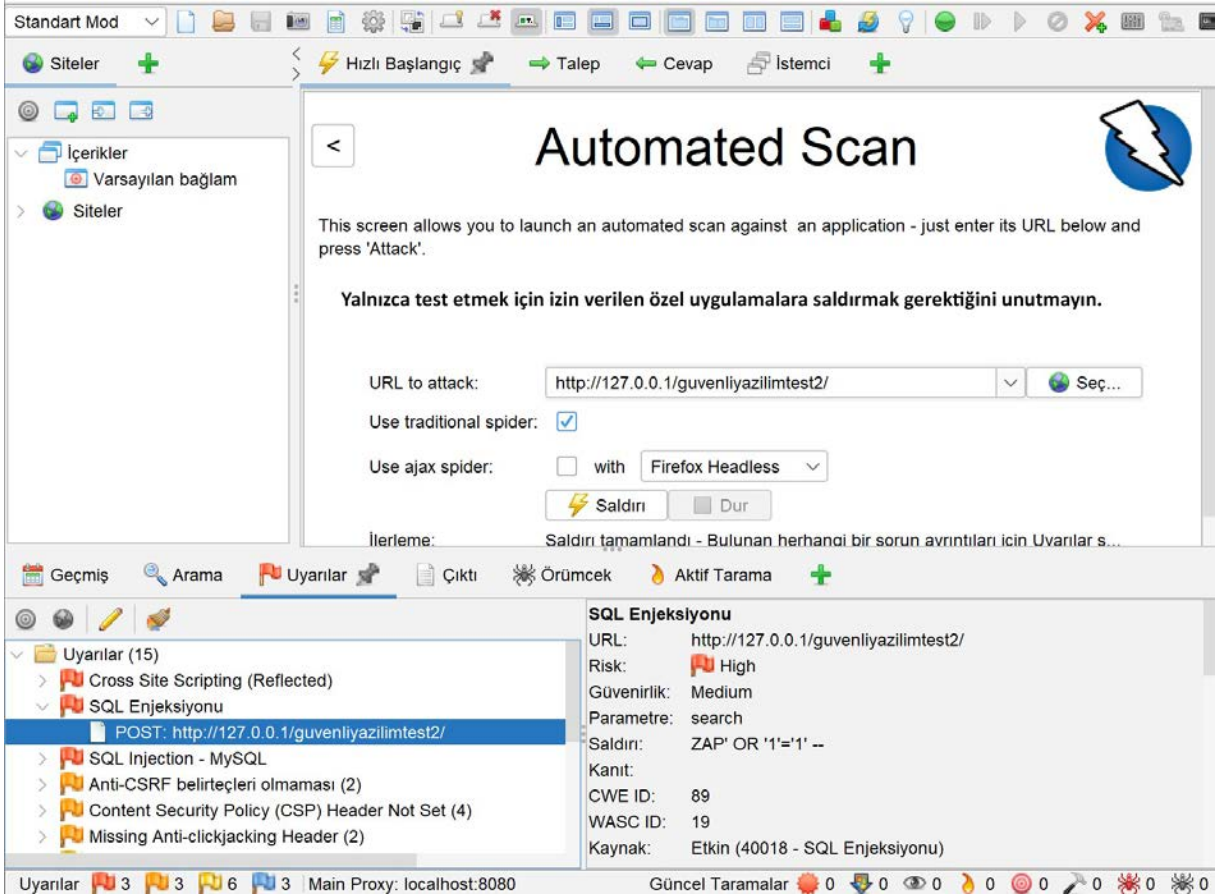 Standart Mod
Siteler
Hızlı Başlangıç
Talep
Cevap
İstemci
İçerikler
Varsayılan bağlam
Siteler
<
Automated Scan
This screen allows you to launch an automated scan against an application - just enter its URL below and
press 'Attack'.
Yalnızca test etmek için izin verilen özel uygulamalara saldırmak gerektiğini unutmayın.
URL to attack: http://127.0.0.1/guvenliyazilimtest2/ Seç...
Use traditional spider:
Use ajax spider: with Firefox Headless
Saldırı Dur
İlerleme: Saldırı tamamlandı - Bulunan herhangi bir sorun ayrıntıları için Uyarılar s...
Geçmiş Arama Uyarılar Çıktı Örümcek Aktif Tarama
Uyarılar (15)
Cross Site Scripting (Reflected)
SQL Enjeksiyonu
POST: http://127.0.0.1/guvenliyazilimtest2/
SQL Injection - MySQL
Anti-CSRF belirteçleri olmaması (2)
Content Security Policy (CSP) Header Not Set (4)
Missing Anti-clickjacking Header (2)
SQL Enjeksiyonu
URL: http://127.0.0.1/guvenliyazilimtest2/
Risk: High
Güvenirlik: Medium
Parametre: search
Saldırı: ZAP' OR '1'='1' --
Kanıt:
CWE ID: 89
WASC ID: 19
Kaynak: Etkin (40018 - SQL Enjeksiyonu)
Uyarılar 3 3 6 3 Main Proxy: localhost:8080 Güncel Taramalar 0 0 0 0 0 0 0 0